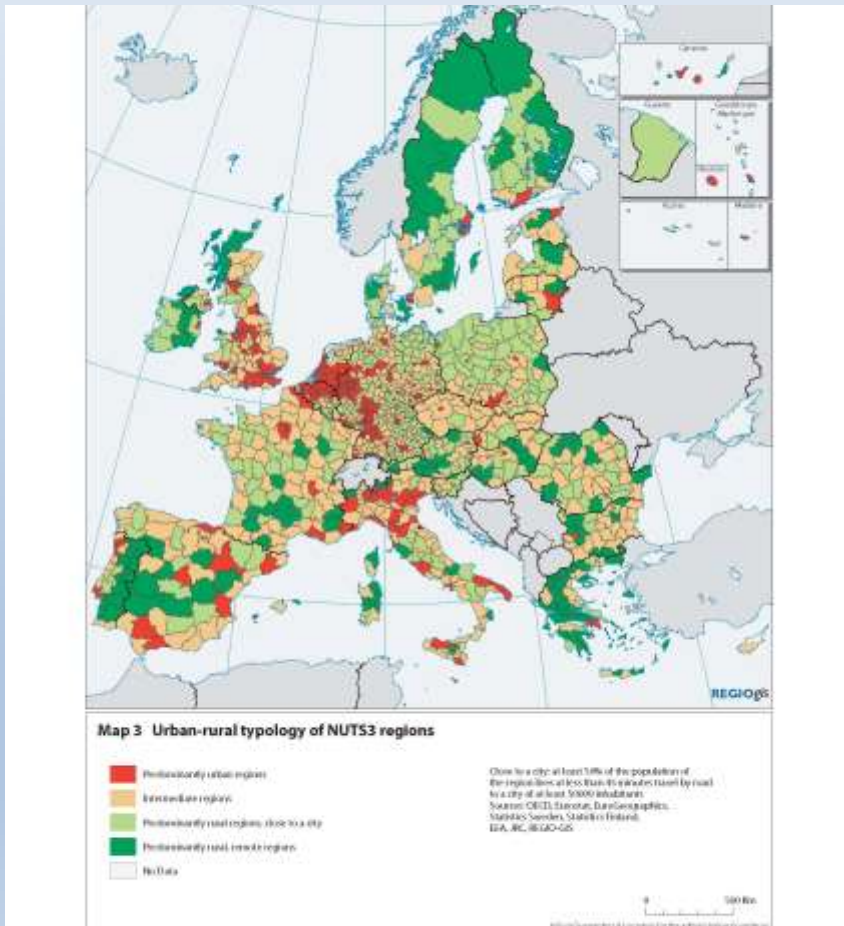 Canarias
Guyane
Guadeloupe
Martinique
Réunion
Açores
Madeira
REGIOgis
Map 3 Urban-rural typology of NUTS3 regions
Predominantly urban regions
Intermediate regions
Predominantly rural regions, close to a city
Predominantly rural, remote regions
No Data
Close to a city: at least 50% of the population of
the region lives at less than 45 minutes travel by road
to a city of at least 50000 inhabitants
Sources: OECD, Eurostat, EuroGeographics,
Statistics Sweden, Statistics Finland,
EEA, JRC, REGIO-GIS
0 500 Km